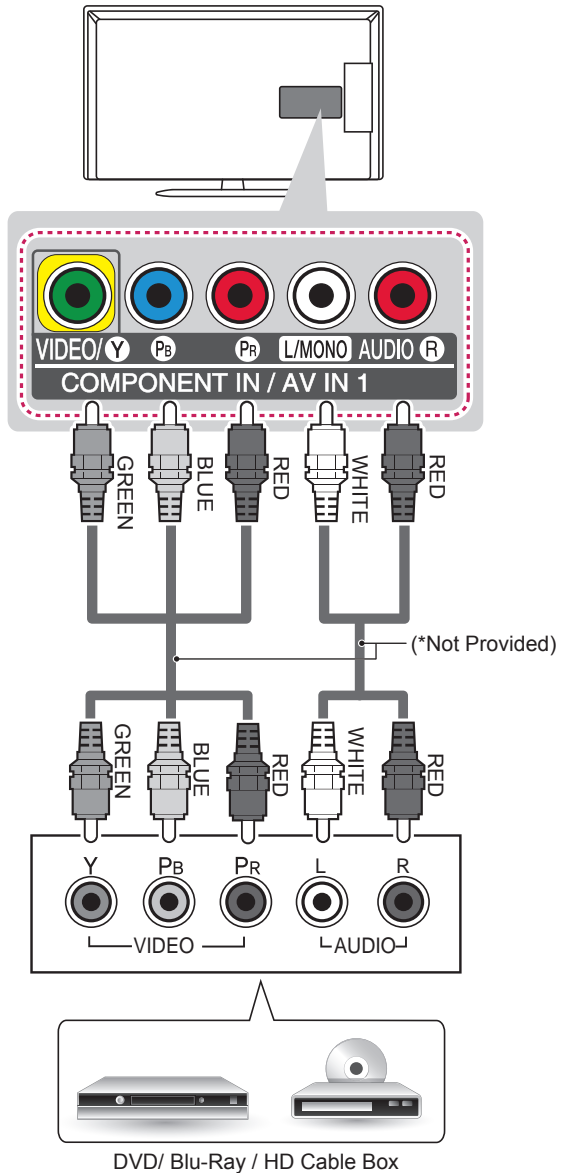 VIDEO/ Y PB PR L/MONO AUDIO R
COMPONENT IN / AV IN 1
GREEN BLUE RED WHITE RED
(*Not Provided)
GREEN BLUE RED WHITE RED
Y PB PR L R
VIDEO AUDIO
DVD/ Blu-Ray / HD Cable Box